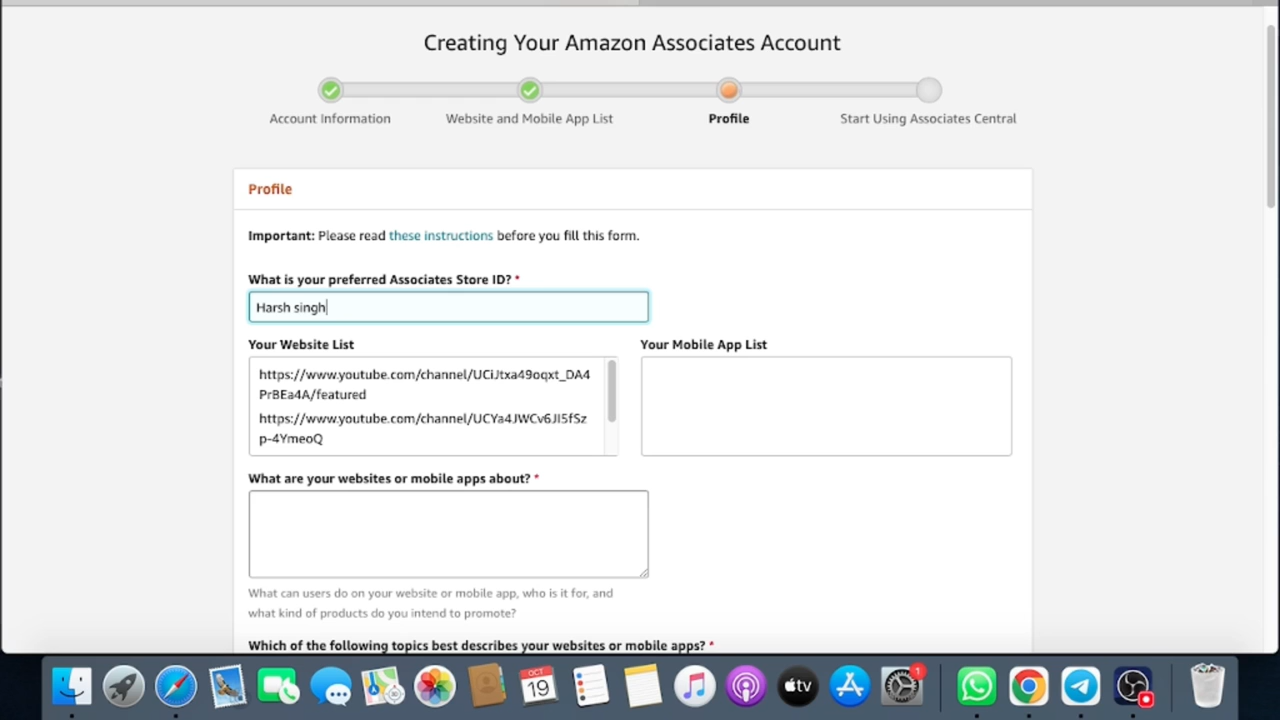 Creating Your Amazon Associates Account
Account Information
Website and Mobile App List
Profile
Start Using Associates Central
Profile
Important: Please read these instructions before you fill this form.
What is your preferred Associates Store ID? *
Harsh singh
Your Website List
Your Mobile App List
https://www.youtube.com/channel/UCiJtxa49oqxt_DA4
PrBEa4A/featured
https://www.youtube.com/channel/UCYa4JWCv6JI5fSz
p-4YmeoQ
What are your websites or mobile apps about? *
What can users do on your website or mobile app, who is it for, and
what kind of products do you intend to promote?
Which of the following topics best describes your websites or mobile apps? *
OCT
19
tv
1